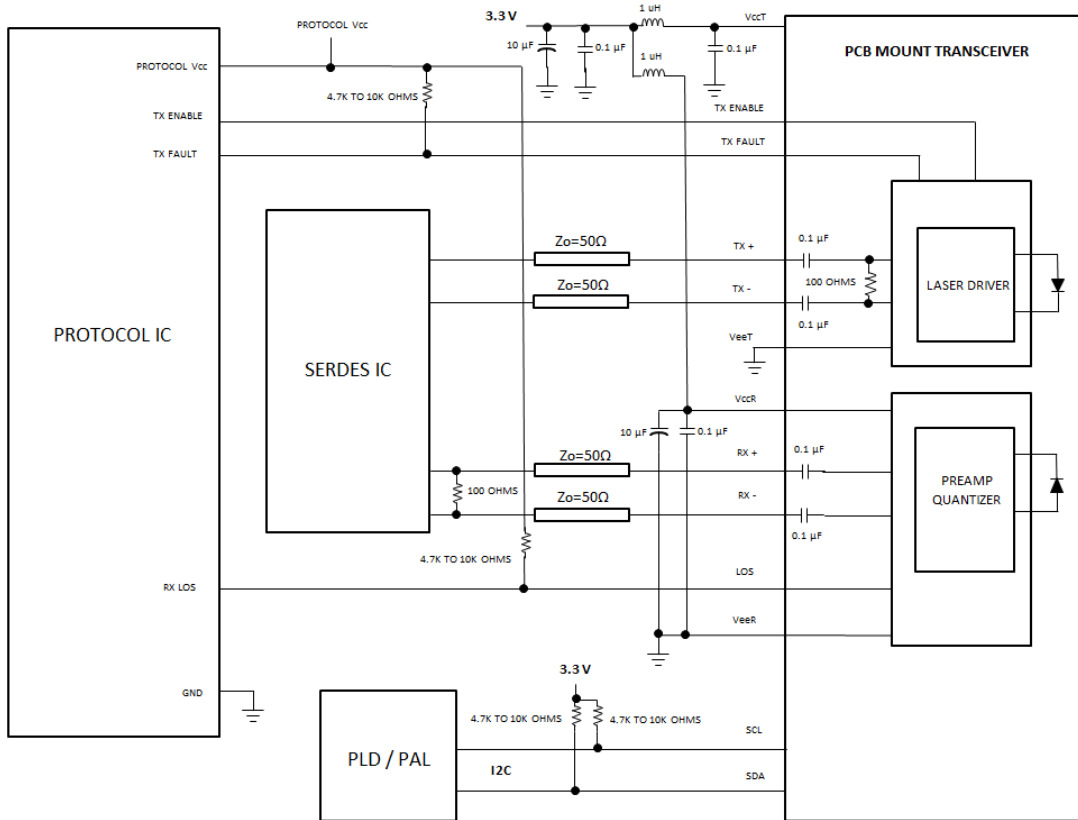 3.3 V
1 uH
VccT
PROTOCOL Vcc
10 µF
0.1 µF
0.1 µF
PCB MOUNT TRANSCEIVER
1 uH
PROTOCOL Vcc
4.7K TO 10K OHMS
TX ENABLE
TX ENABLE
TX FAULT
TX FAULT
Zo=50Ω
TX +
0.1 µF
Zo=50Ω
TX -
100 OHMS
LASER DRIVER
0.1 µF
PROTOCOL IC
SERDES IC
VeeT
VccR
10 µF
0.1 µF
Zo=50Ω
RX +
0.1 µF
100 OHMS
Zo=50Ω
RX -
PREAMP
QUANTIZER
0.1 µF
4.7K TO 10K OHMS
RX LOS
LOS
VeeR
3.3 V
GND
4.7K TO 10K OHMS
4.7K TO 10K OHMS
SCL
PLD / PAL
I2C
SDA